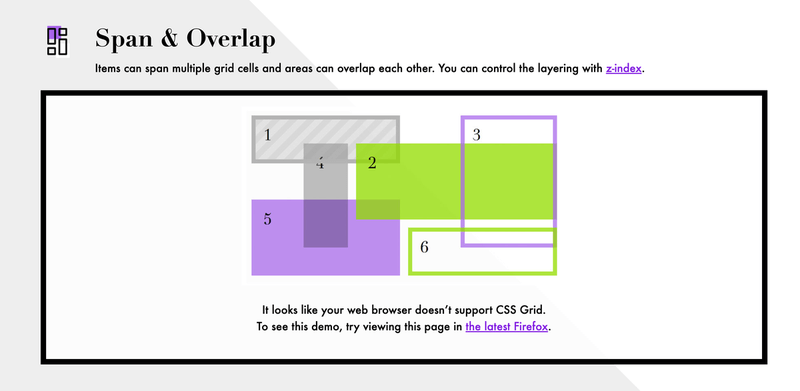 Span & Overlap
Items can span multiple grid cells and areas can overlap each other. You can control the layering with z-index.
1
3
4
2
5
6
It looks like your web browser doesn't support CSS Grid.
To see this demo, try viewing this page in the latest Firefox.